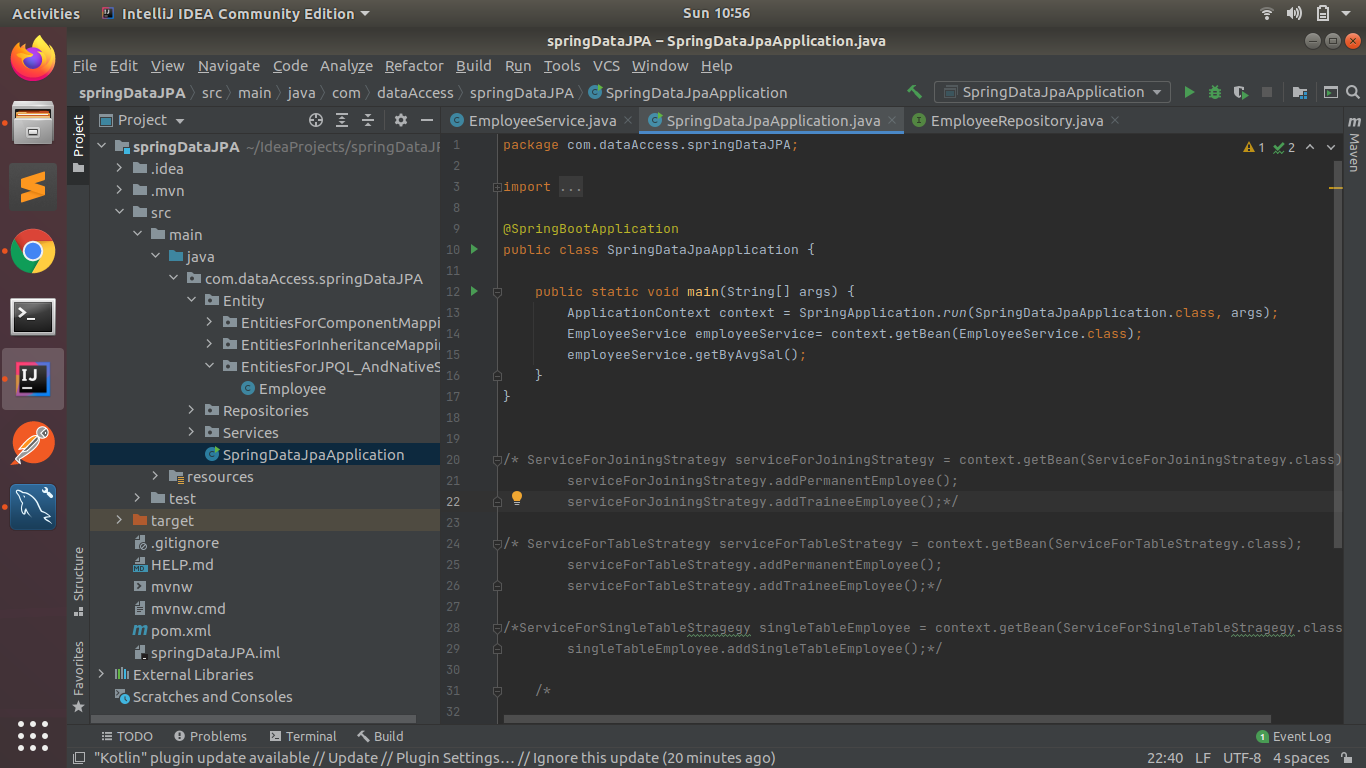 Activities IntelliJ IDEA Community Edition Sun 10:56
springDataJPA – SpringDataJpaApplication.java
File Edit View Navigate Code Analyze Refactor Build Run Tools VCS Window Help
springDataJPA src main java com dataAccess springDataJPA SpringDataJpaApplication SpringDataJpaApplication
Project
Project
Structure
Favorites
springDataJPA ~/IdeaProjects/springDataJP
.idea
.mvn
src
main
java
com.dataAccess.springDataJPA
Entity
EntitiesForComponentMappi
EntitiesForInheritanceMappin
EntitiesForJPQL_AndNativeS
Employee
Repositories
Services
SpringDataJpaApplication
resources
test
target
.gitignore
HELP.md
mvnw
mvnw.cmd
pom.xml
springDataJPA.iml
External Libraries
Scratches and Consoles
EmployeeService.java SpringDataJpaApplication.java EmployeeRepository.java
1 package com.dataAccess.springDataJPA; 1 2
2
3 import ...
8
9 @SpringBootApplication
10 public class SpringDataJpaApplication {
11
12 public static void main(String[] args) {
13 ApplicationContext context = SpringApplication.run(SpringDataJpaApplication.class, args);
14 EmployeeService employeeService= context.getBean(EmployeeService.class);
15 employeeService.getByAvgSal();
16 }
17 }
18
19
20 /* ServiceForJoiningStrategy serviceForJoiningStrategy = context.getBean(ServiceForJoiningStrategy.class)
21 serviceForJoiningStrategy.addPermanentEmployee();
22 serviceForJoiningStrategy.addTraineeEmployee();*/
23
24 /* ServiceForTableStrategy serviceForTableStrategy = context.getBean(ServiceForTableStrategy.class);
25 serviceForTableStrategy.addPermanentEmployee();
26 serviceForTableStrategy.addTraineeEmployee();*/
27
28 /*ServiceForSingleTableStragegy singleTableEmployee = context.getBean(ServiceForSingleTableStragegy.class
29 singleTableEmployee.addSingleTableEmployee();*/
30
31 /*
32
m Maven
TODO Problems Terminal Build 1 Event Log
"Kotlin" plugin update available // Update // Plugin Settings... // Ignore this update (20 minutes ago) 22:40 LF UTF-8 4 spaces